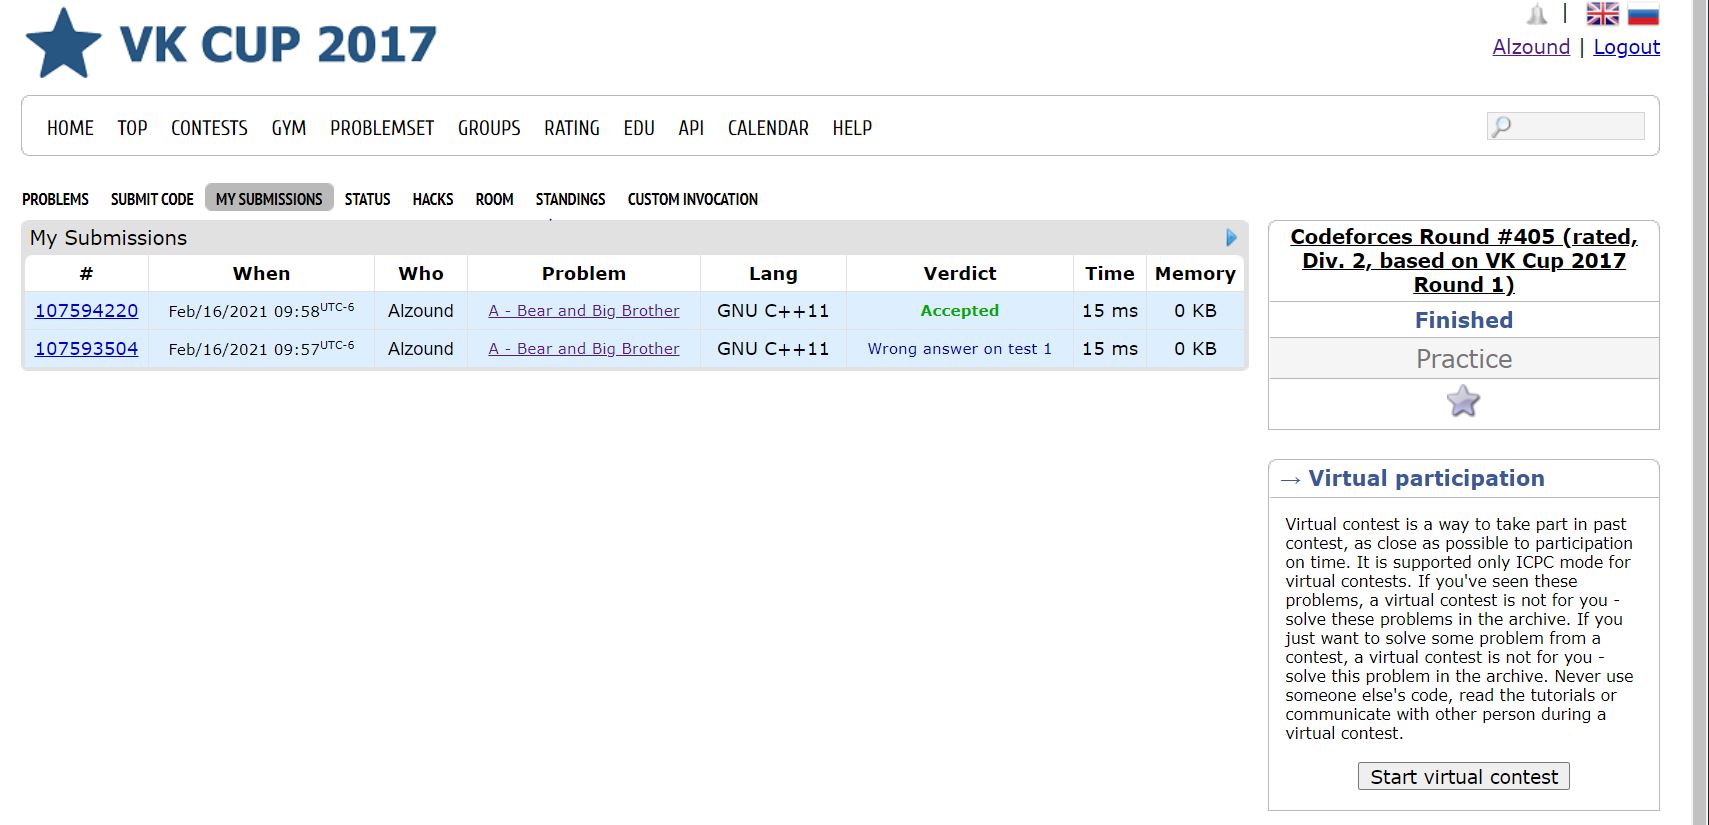 VK CUP 2017
|
Alzound | Logout
HOME TOP CONTESTS GYM PROBLEMSET GROUPS RATING EDU API CALENDAR HELP
PROBLEMS SUBMIT CODE MY SUBMISSIONS STATUS HACKS ROOM STANDINGS CUSTOM INVOCATION
My Submissions
# When Who Problem Lang Verdict Time Memory
107594220 Feb/16/2021 09:58UTC-6 Alzound A - Bear and Big Brother GNU C++11 Accepted 15 ms 0 KB
107593504 Feb/16/2021 09:57UTC-6 Alzound A - Bear and Big Brother GNU C++11 Wrong answer on test 1 15 ms 0 KB
Codeforces Round #405 (rated,
Div. 2, based on VK Cup 2017
Round 1)
Finished
Practice
→ Virtual participation
Virtual contest is a way to take part in past
contest, as close as possible to participation
on time. It is supported only ICPC mode for
virtual contests. If you've seen these
problems, a virtual contest is not for you -
solve these problems in the archive. If you
just want to solve some problem from a
contest, a virtual contest is not for you -
solve this problem in the archive. Never use
someone else's code, read the tutorials or
communicate with other person during a
virtual contest.
Start virtual contest